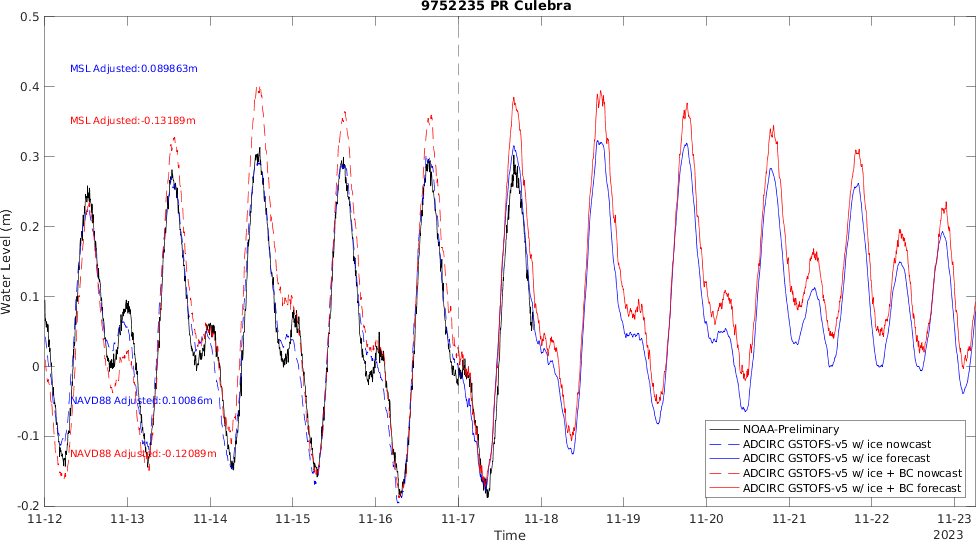 9752235 PR Culebra
0.5
0.4
0.3
0.2
0.1
0
-0.1
-0.2
Water Level (m)
MSL Adjusted:0.089863m
MSL Adjusted:-0.13189m
NAVD88 Adjusted:0.10086m
NAVD88 Adjusted:-0.12089m
NOAA-Preliminary
ADCIRC GSTOFS-v5 w/ ice nowcast
ADCIRC GSTOFS-v5 w/ ice forecast
ADCIRC GSTOFS-v5 w/ ice + BC nowcast
ADCIRC GSTOFS-v5 w/ ice + BC forecast
11-12 11-13 11-14 11-15 11-16 11-17 11-18 11-19 11-20 11-21 11-22 11-23
2023
Time